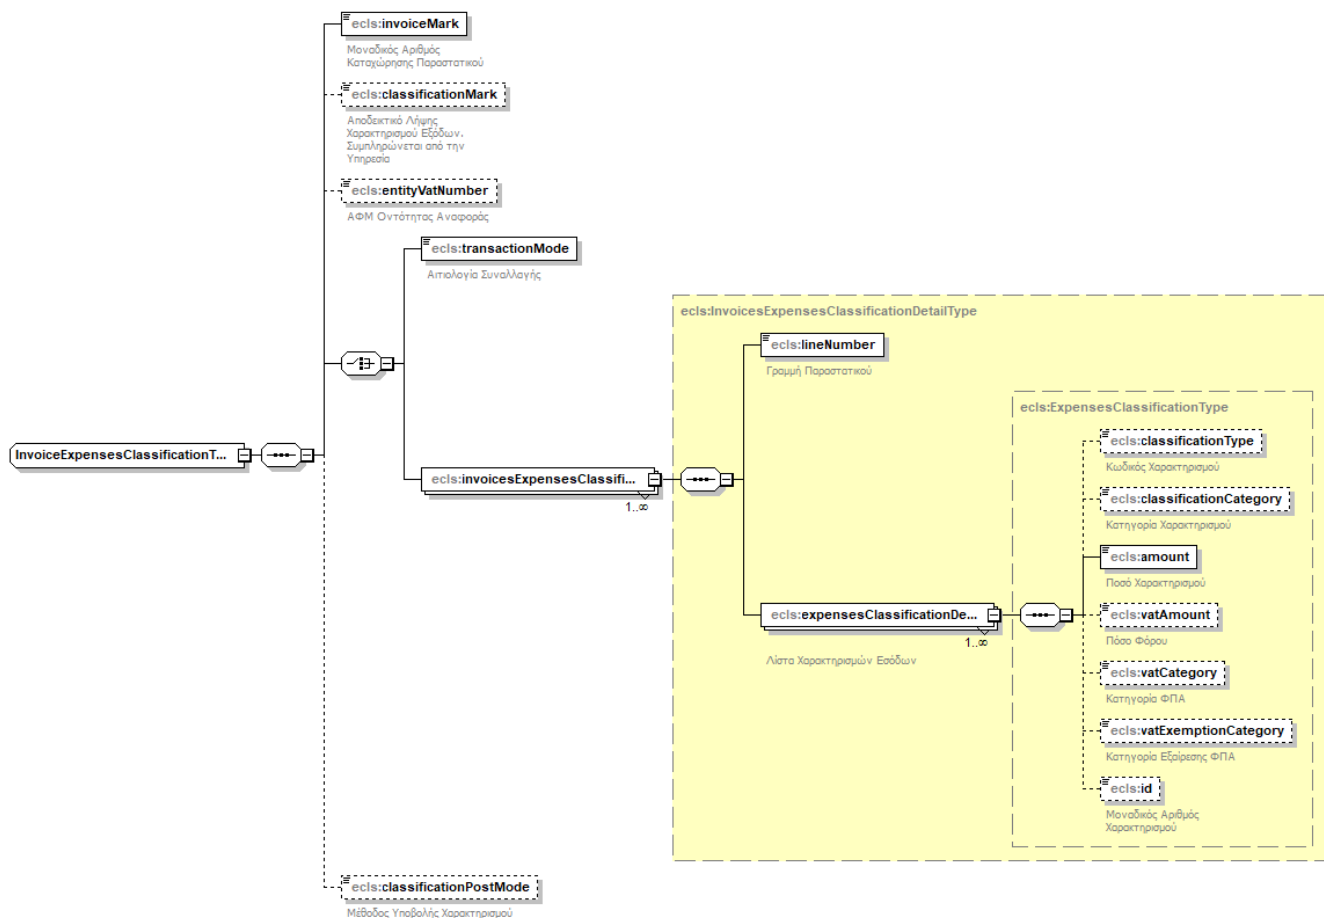 ecls:invoiceMark
Μοναδικός Αριθμός
Καταχώρησης Παραστατικού
ecls:classificationMark
Αποδεικτικό Λήψης
Χαρακτηρισμού Εξόδων.
Συμπληρώνεται από την
Υπηρεσία
ecls:entityVatNumber
ΑΦΜ Οντότητας Αναφοράς
ecls:transactionMode
Αιτιολογία Συναλλαγής
ecls:InvoicesExpensesClassificationDetailType
ecls:lineNumber
Γραμμή Παραστατικού
ecls:ExpensesClassificationType
ecls:classificationType
Κωδικός Χαρακτηρισμού
InvoiceExpensesClassificationT...
ecls:invoicesExpensesClassifi...
1..∞
ecls:classificationCategory
Κατηγορία Χαρακτηρισμού
ecls:amount
Ποσό Χαρακτηρισμού
ecls:expensesClassificationDe...
1..∞
Λίστα Χαρακτηρισμών Εσόδων
ecls:vatAmount
Πόσο Φόρου
ecls:vatCategory
Κατηγορία ΦΠΑ
ecls:vatExemptionCategory
Κατηγορία Εξαίρεσης ΦΠΑ
ecls:id
Μοναδικός Αριθμός
Χαρακτηρισμού
ecls:classificationPostMode
Μέθοδος Υποβολής Χαρακτηρισμού